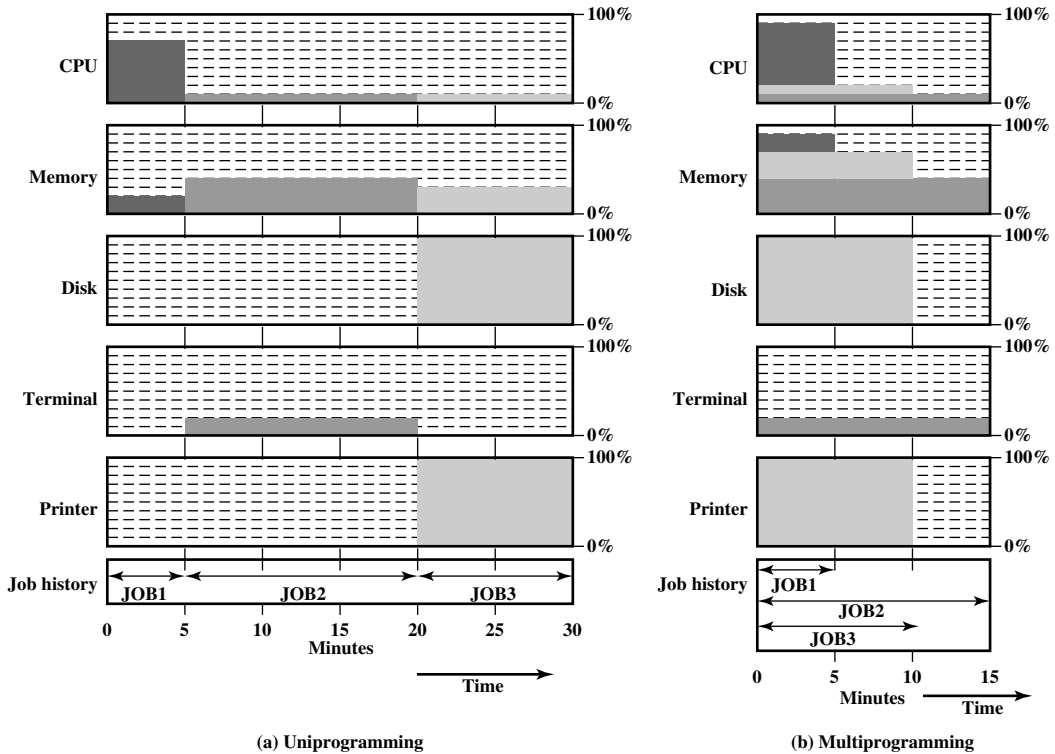 100%
CPU
0%
100%
Memory
0%
100%
Disk
0%
100%
Terminal
0%
100%
Printer
0%
Job history
JOB1
JOB2
JOB3
0
5
10
15
20
25
30
Minutes
Time
(a) Uniprogramming
100%
CPU
0%
100%
Memory
0%
100%
Disk
0%
100%
Terminal
0%
100%
Printer
0%
Job history
JOB1
JOB2
JOB3
0
5
10
15
Minutes
Time
(b) Multiprogramming